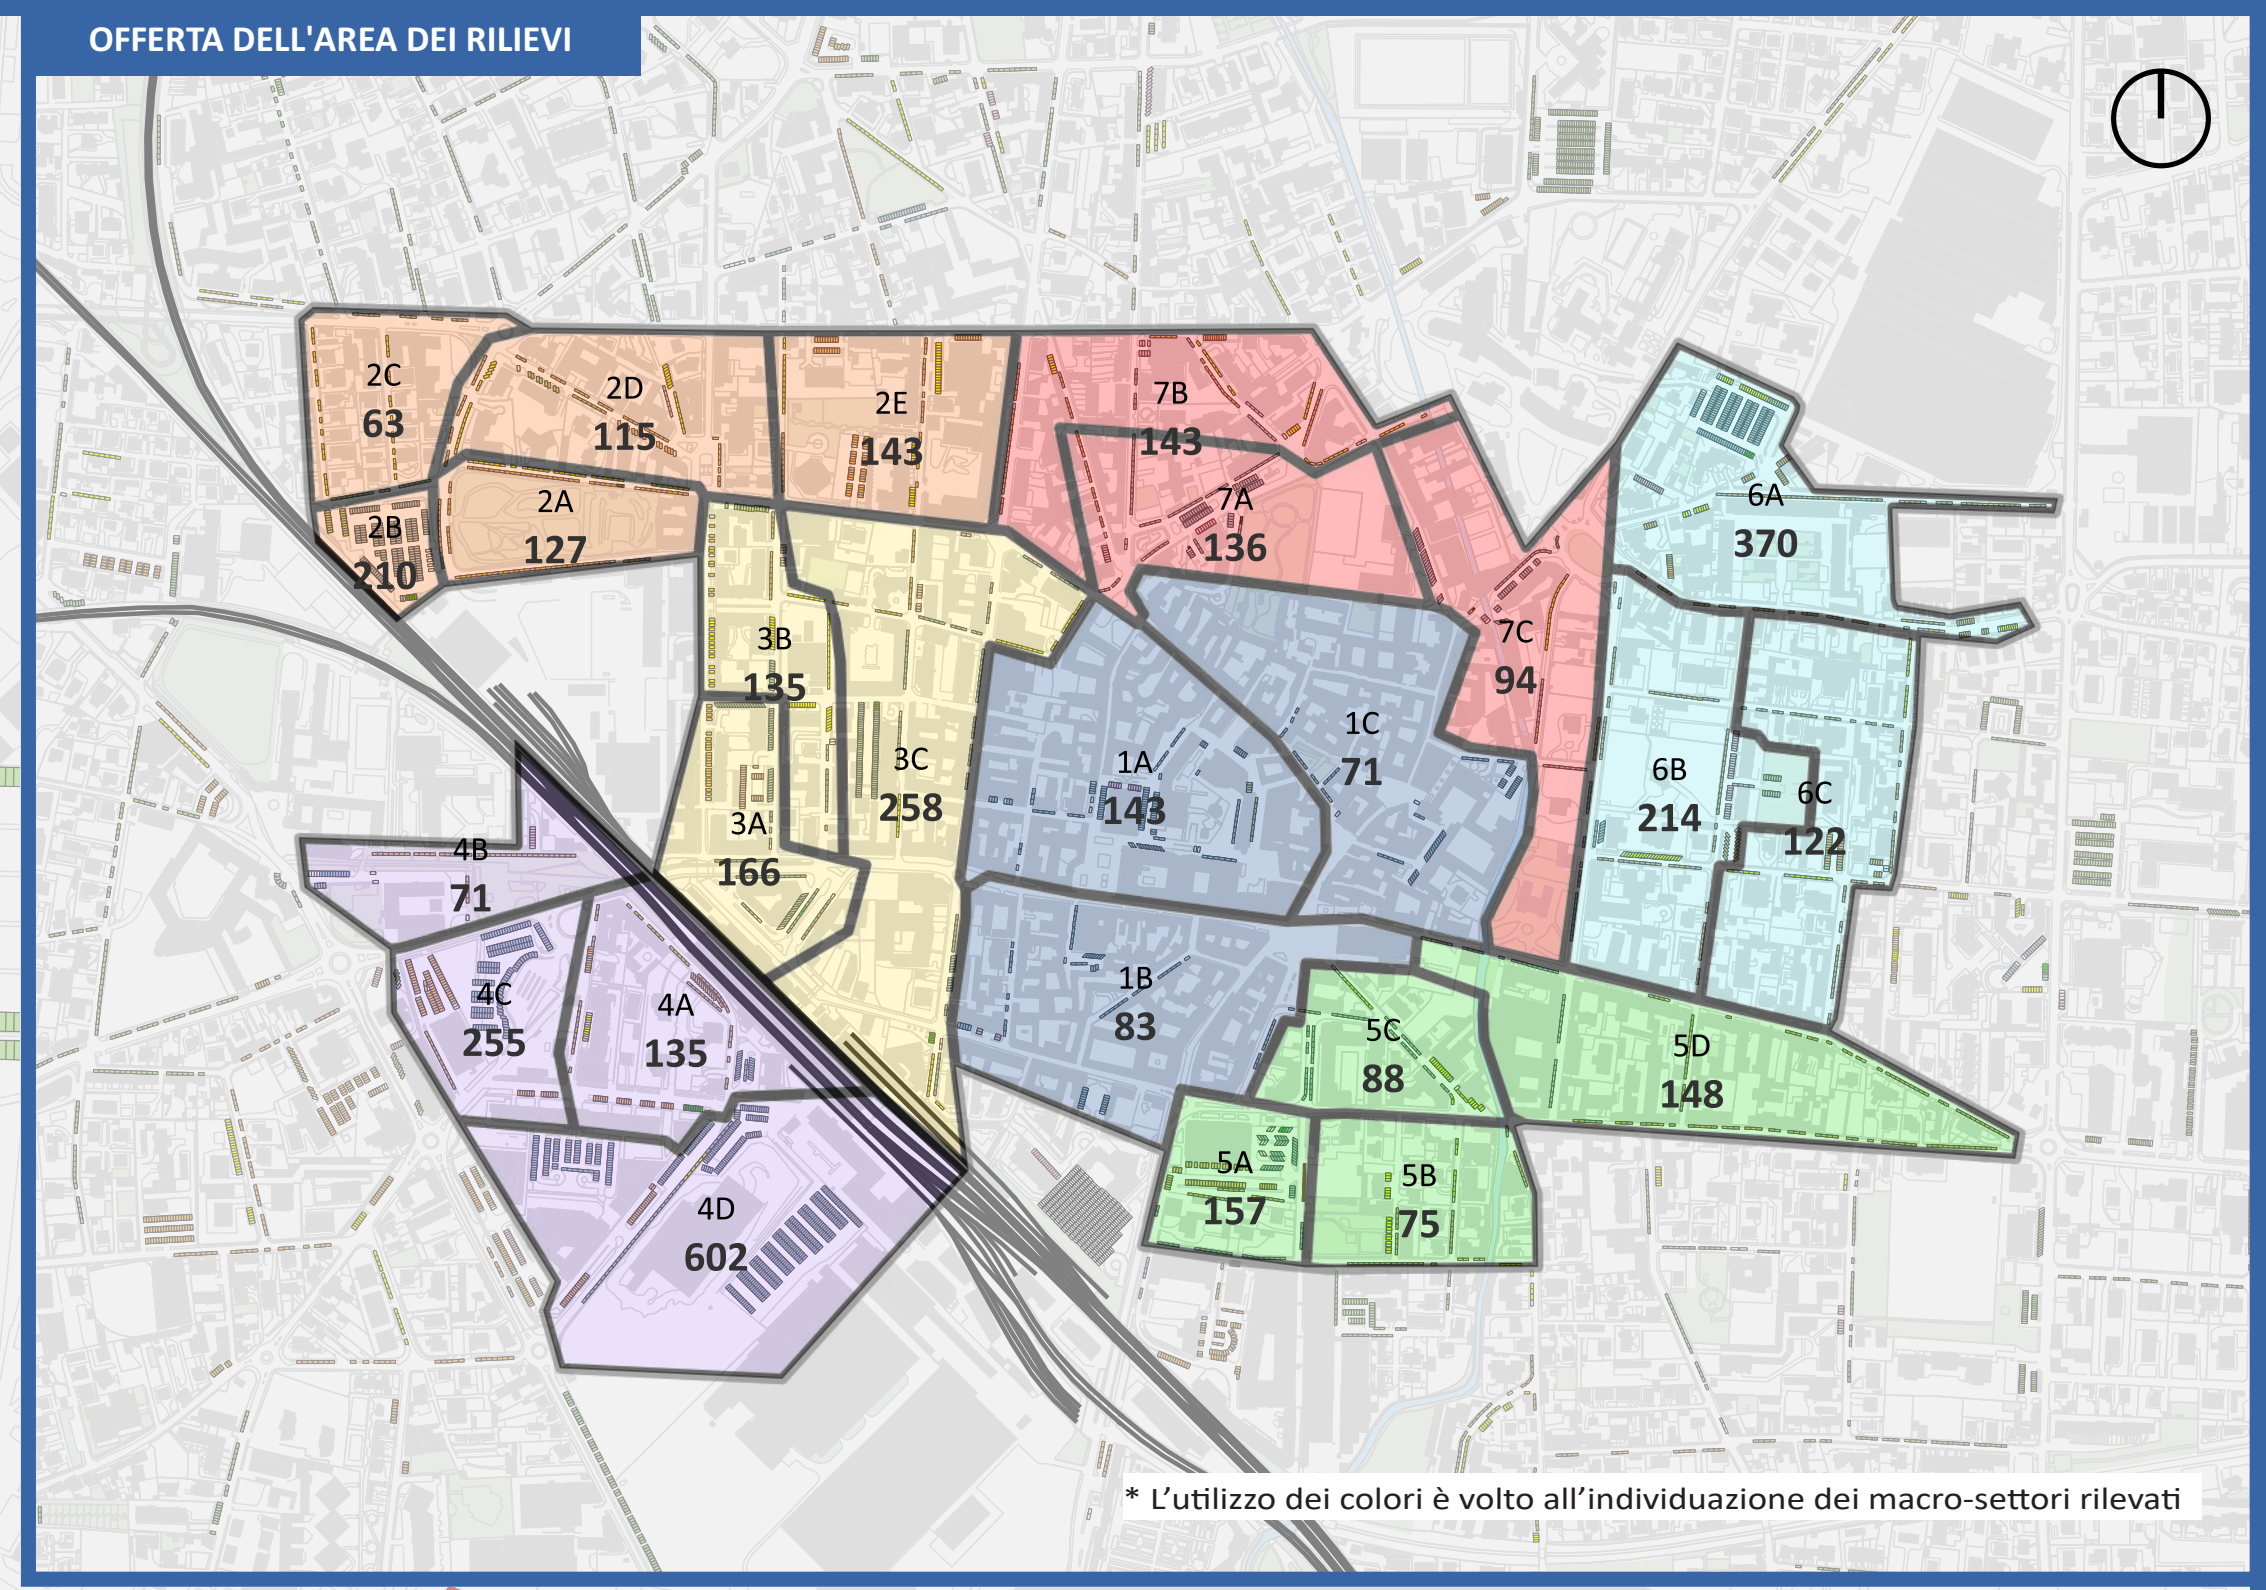 OFFERTA DELL'AREA DEI RILIEVI
2C
63
2D
115
2E
143
7B
143
2B
210
2A
127
7A
136
6A
370
3B
135
7C
94
3C
258
1A
143
1C
71
6B
214
6C
122
3A
166
4B
71
4C
255
4A
135
1B
83
5C
88
5D
148
4D
602
5A
157
5B
75
* L’utilizzo dei colori è volto all’individuazione dei macro-settori rilevati